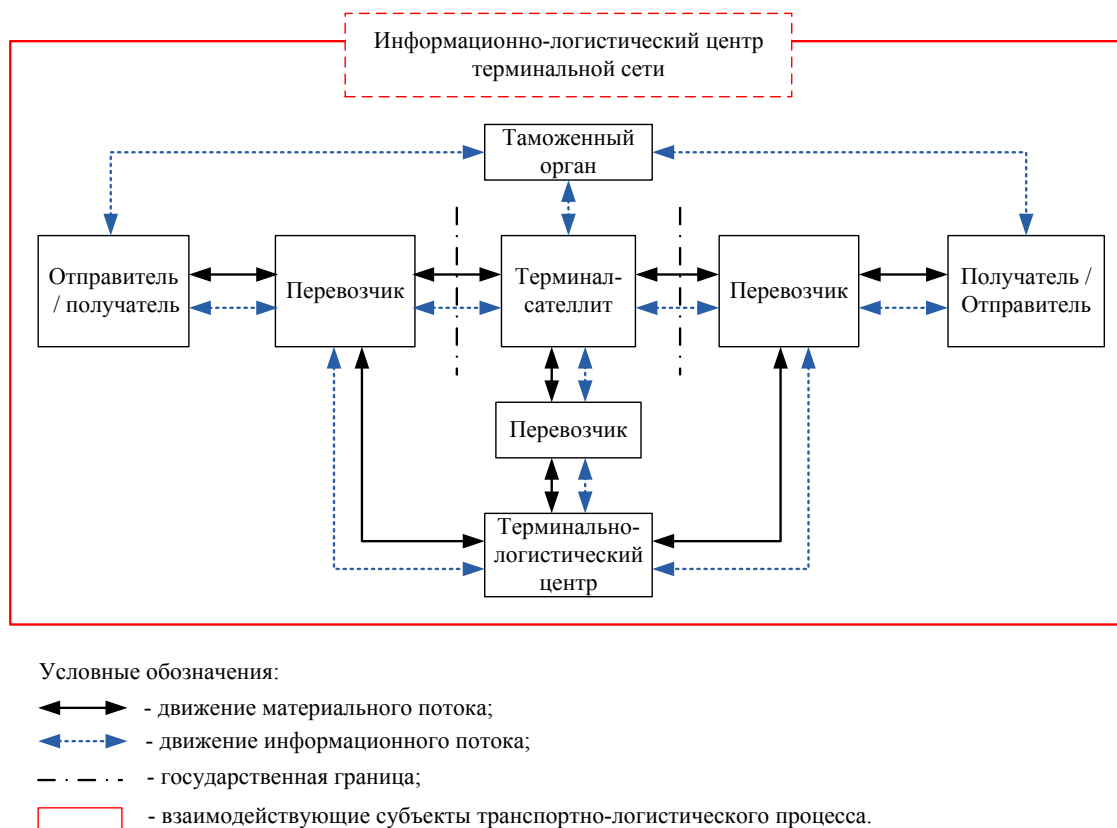 Информационно-логистический центр
терминальной сети
Таможенный
орган
Отправитель
/ получатель
Перевозчик
Терминал-
сателлит
Перевозчик
Получатель /
Отправитель
Перевозчик
Терминально-
логистический
центр
Условные обозначения:
- движение материального потока;
- движение информационного потока;
- государственная граница;
- взаимодействующие субъекты транспортно-логистического процесса.